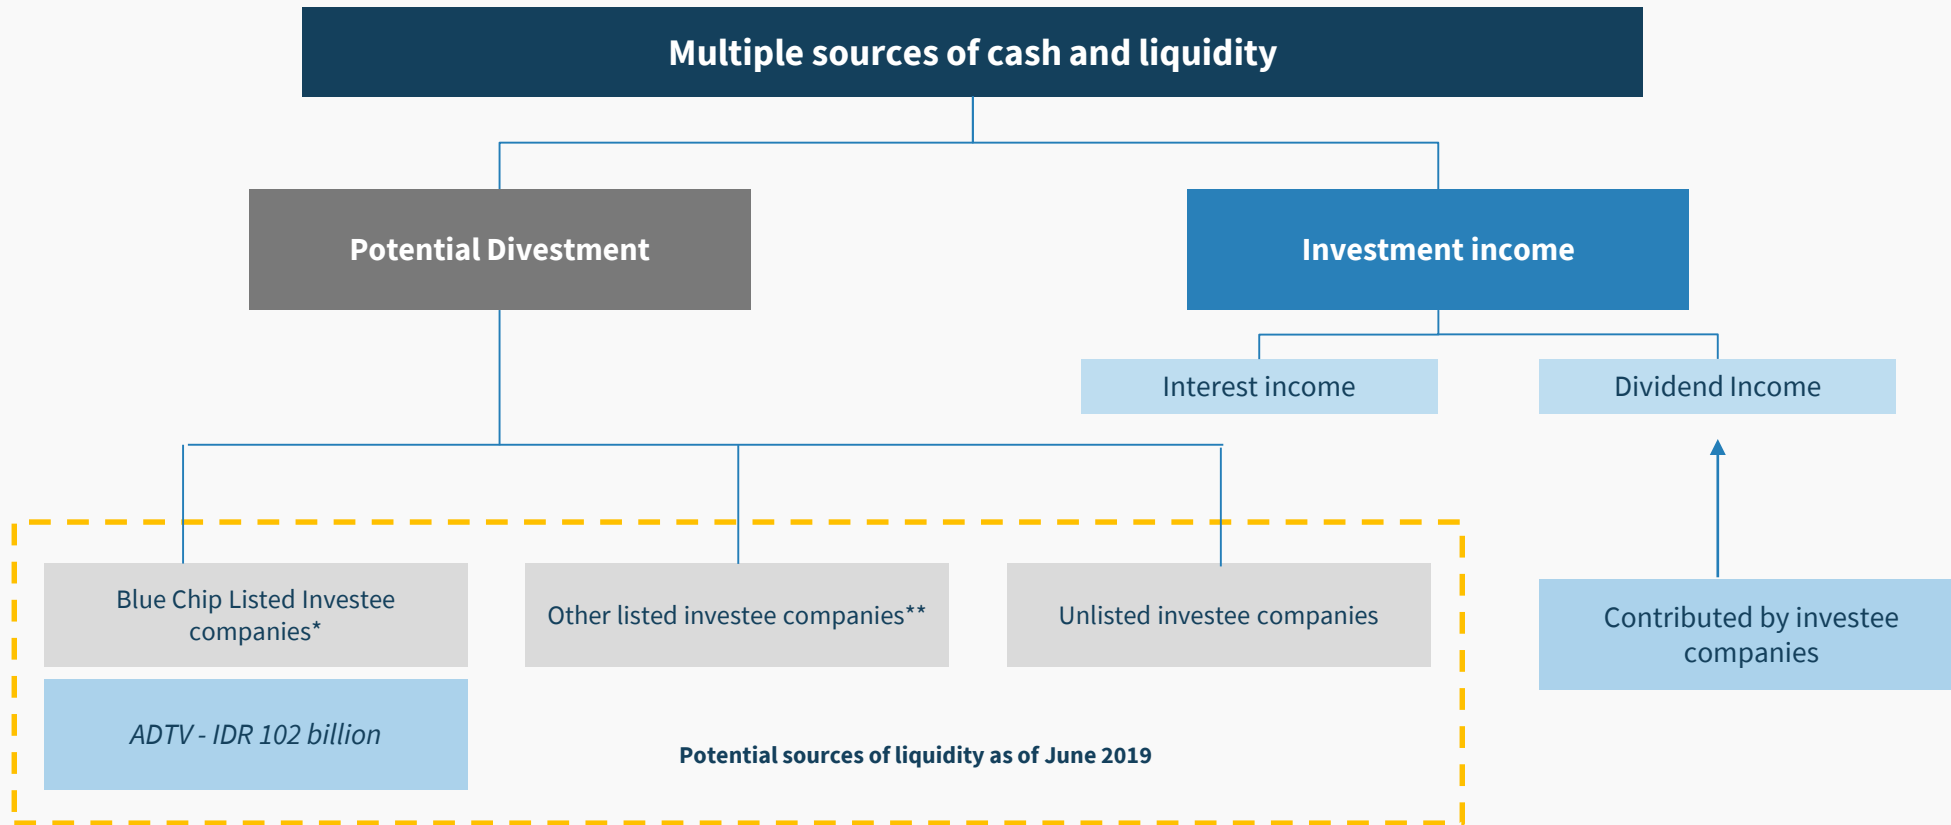 Multiple sources of cash and liquidity
Potential Divestment
Investment income
Interest income
Dividend Income
Blue Chip Listed Investee
companies*
Other listed investee companies**
Unlisted investee companies
Contributed by investee
companies
ADTV - IDR 102 billion
Potential sources of liquidity as of June 2019